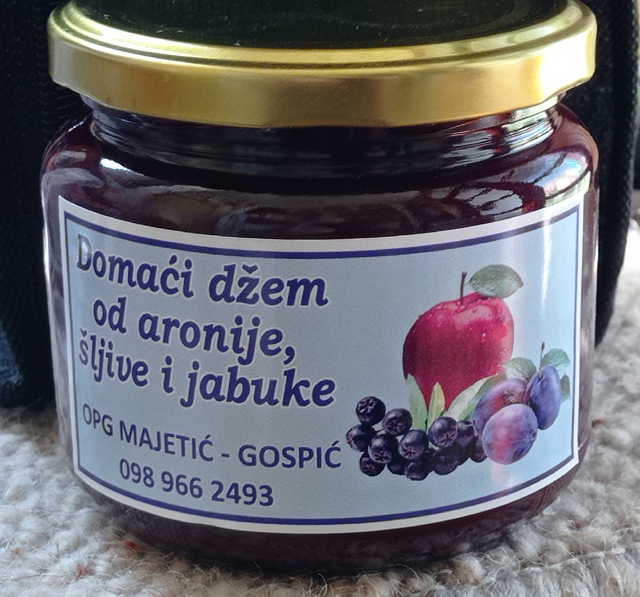 Domaći džem
od aronije,
šljive i jabuke
OPG MAJETIĆ - GOSPIĆ
098 966 2493